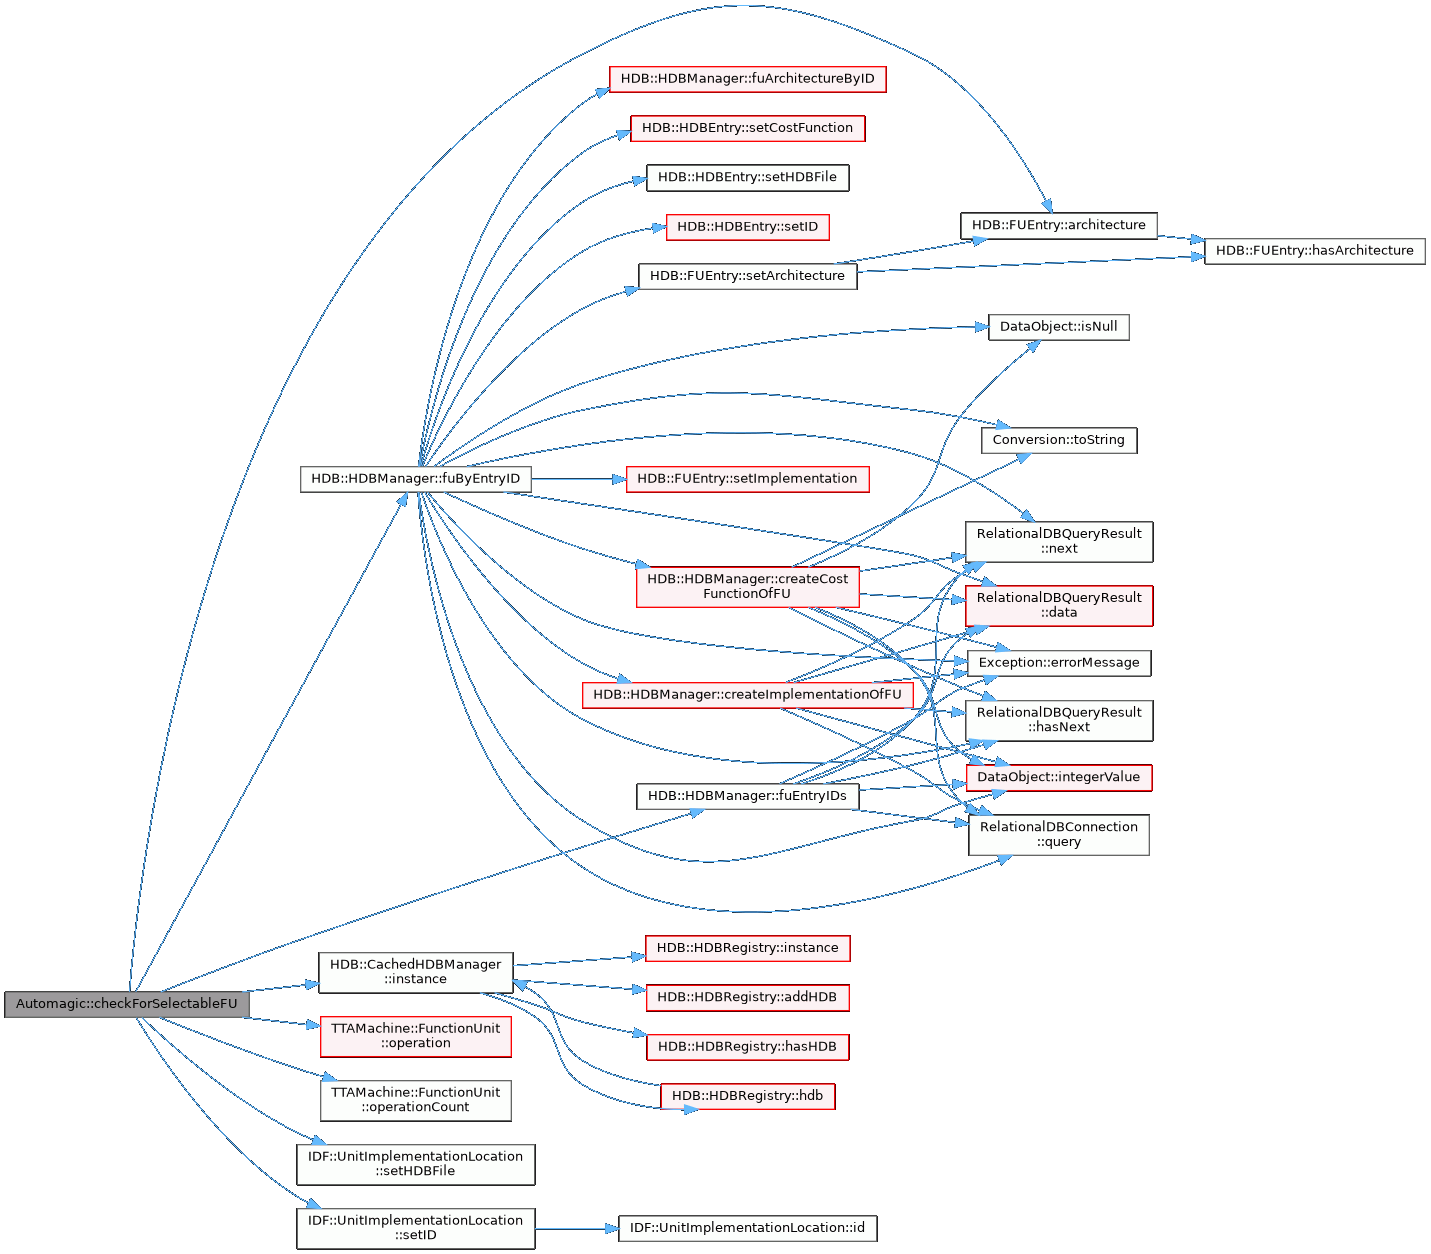 HDB::HDBManager::fuArchitectureByID
HDB::HDBEntry::setCostFunction
HDB::HDBEntry::setHDBFile
HDB::HDBEntry::setID
HDB::FUEntry::architecture
HDB::FUEntry::hasArchitecture
HDB::FUEntry::setArchitecture
DataObject::isNull
Conversion::toString
HDB::HDBManager::fuByEntryID
HDB::FUEntry::setImplementation
RelationalDBQueryResult
::next
HDB::HDBManager::createCost
FunctionOfFU
RelationalDBQueryResult
::data
Exception::errorMessage
HDB::HDBManager::createImplementationOfFU
RelationalDBQueryResult
::hasNext
DataObject::integerValue
HDB::HDBManager::fuEntryIDs
RelationalDBConnection
::query
HDB::HDBRegistry::instance
HDB::CachedHDBManager
::instance
HDB::HDBRegistry::addHDB
Automagic::checkForSelectableFU
TTAMachine::FunctionUnit
::operation
HDB::HDBRegistry::hasHDB
HDB::HDBRegistry::hdb
TTAMachine::FunctionUnit
::operationCount
IDF::UnitImplementationLocation
::setHDBFile
IDF::UnitImplementationLocation
::setID
IDF::UnitImplementationLocation::id